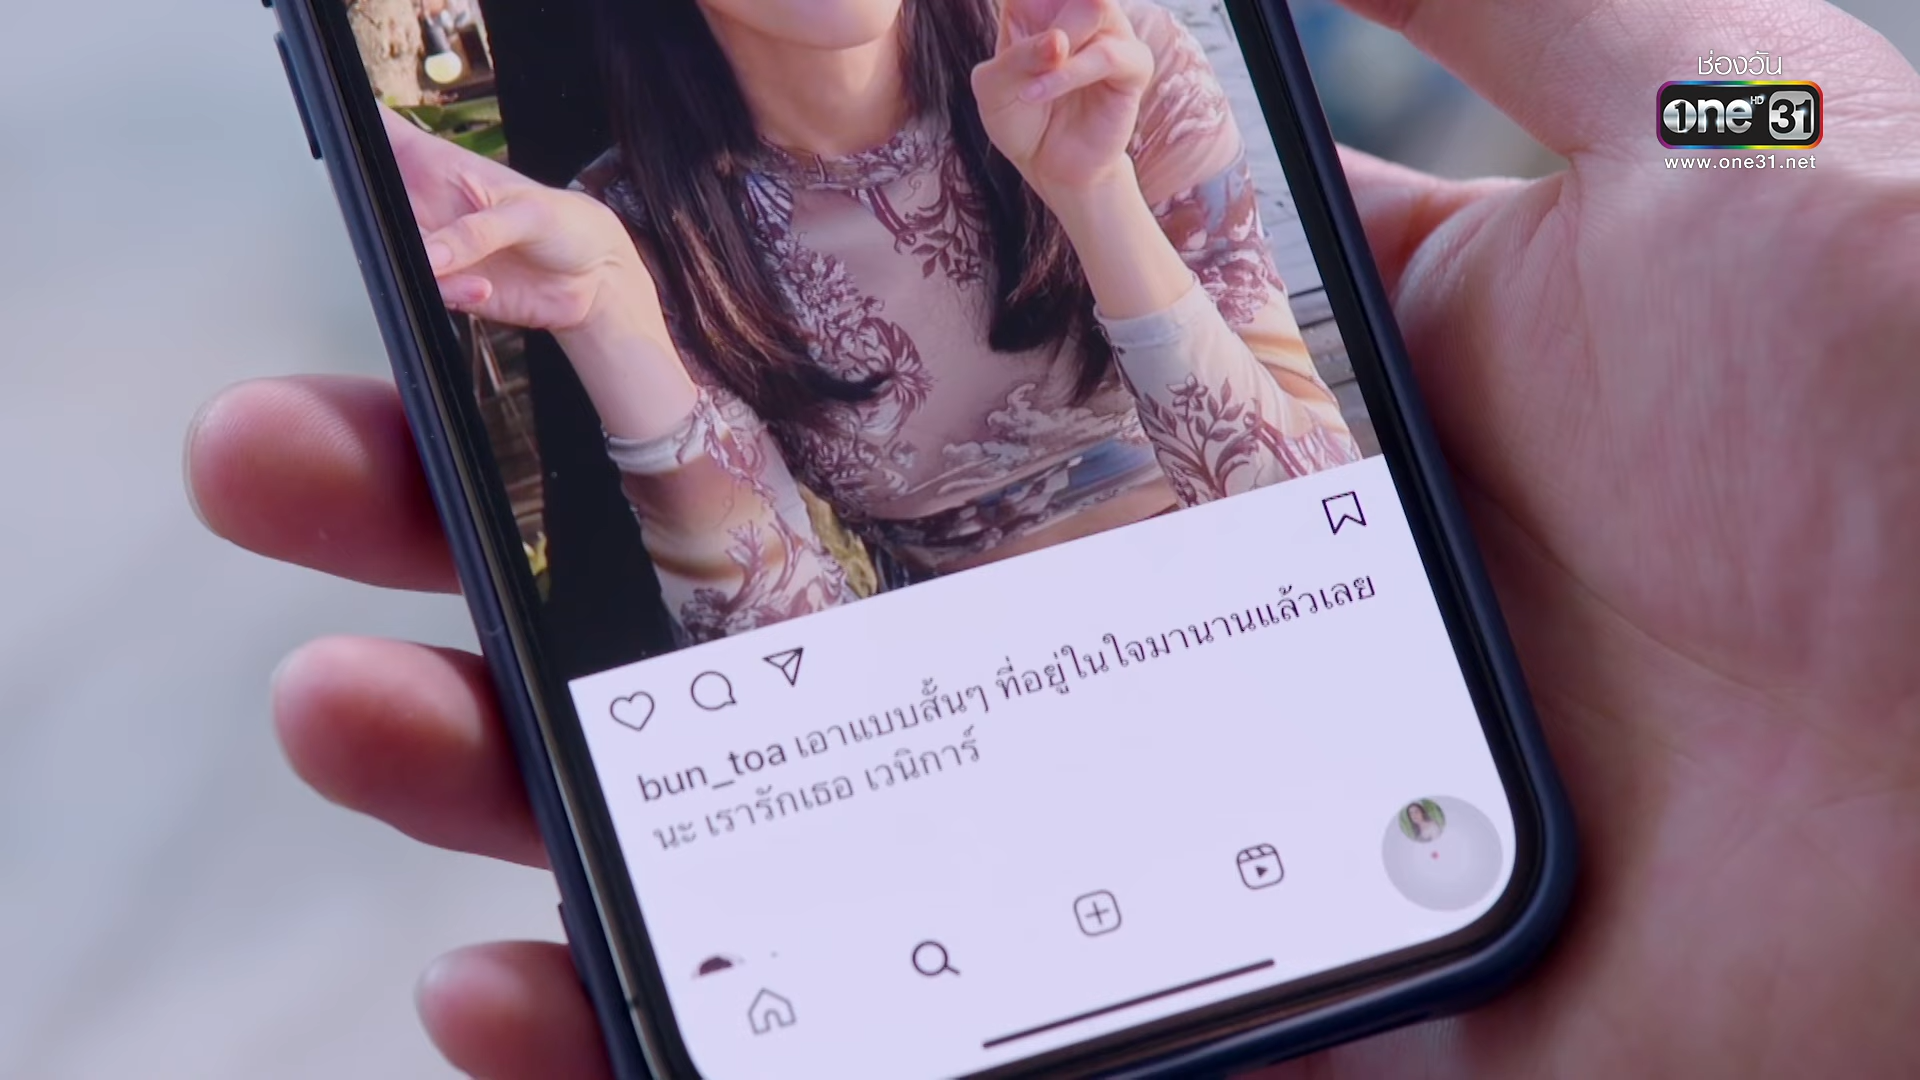 ช่องวัน
one HD 31
www.one31.net
bun_toa เอาแบบสั้นๆ ที่อยู่ในใจมานานแล้วเลย
นะ เรารักเธอ เวนิการ์